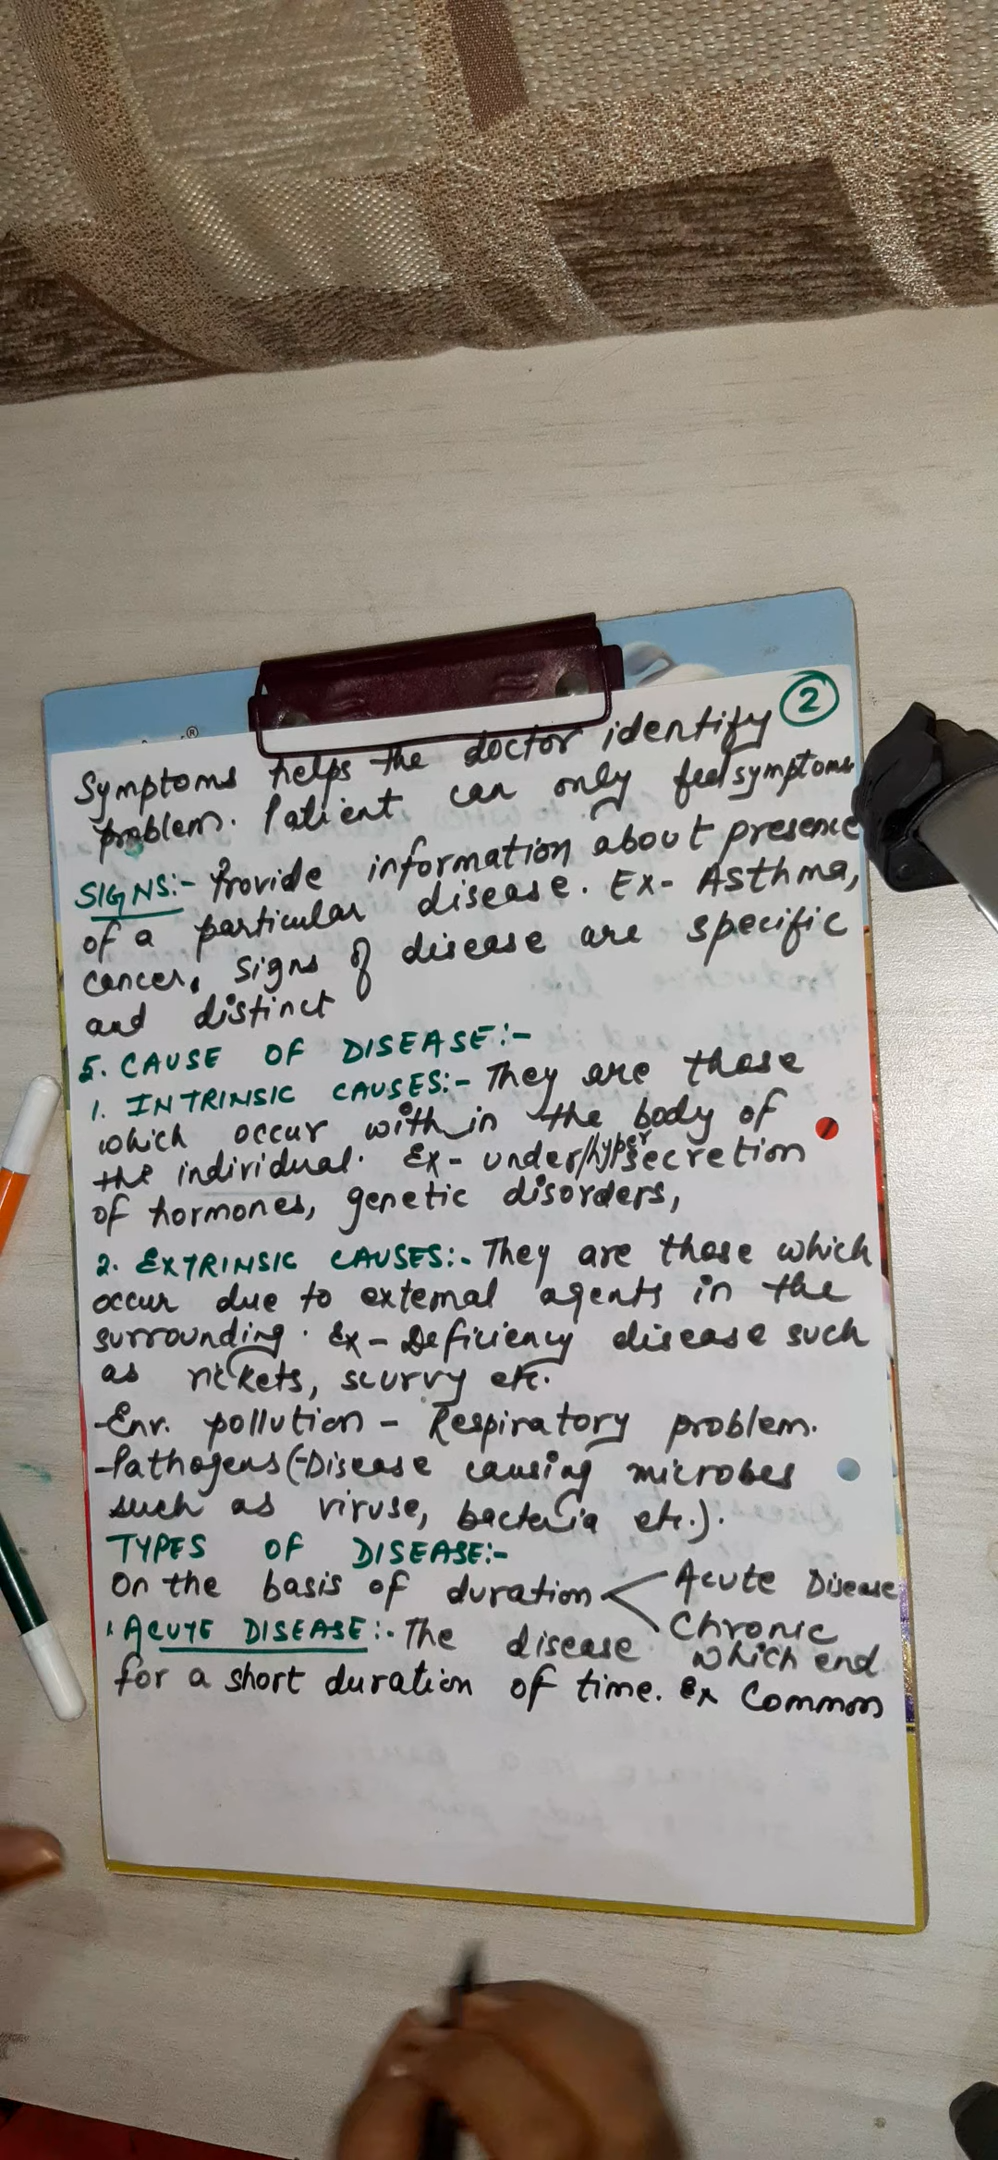 2
Symptoms helps the doctor identify
problem. Patient can only feel symptoms
SIGNS:- Provide information about presence
of a particular disease. Ex- Asthma,
cancer, signs of disease are specific
and distinct
5. CAUSE OF DISEASE:-
1. INTRINSIC CAUSES:- They are those
which occur within the body of
the individual. Ex- under/hypersecretion
of hormones, genetic disorders,
2. EXTRINSIC CAUSES:- They are those which
occur due to external agents in the
surrounding. Ex- Deficiency disease such
as rickets, scurvy etc.
-Env. pollution - Respiratory problem.
-Pathogens (-Disease causing microbes
such as viruse, bacteria etc.).
TYPES OF DISEASE:-
On the basis of duration < Acute Disease
Chronic
1. ACUTE DISEASE:- The disease which end
for a short duration of time. ex Common